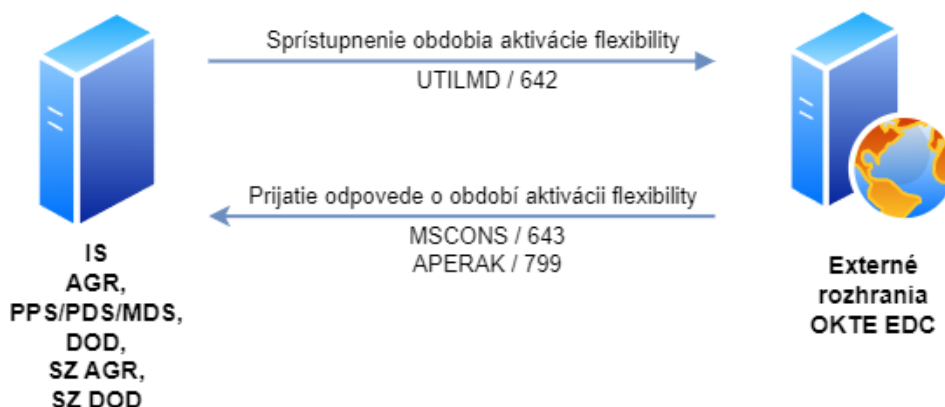 Sprístupnenie obdobia aktivácie flexibility
UTILMD / 642
Prijatie odpovede o období aktivácii flexibility
MSCONS / 643
APERAK / 799
IS
AGR,
PPS/PDS/MDS,
DOD,
SZ AGR,
SZ DOD
Externé
rozhrania
OKTE EDC